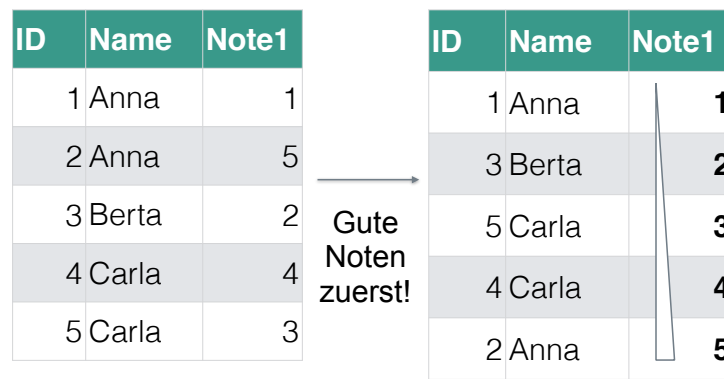 ID Name Note1
1 Anna 1
2 Anna 5
3 Berta 2
4 Carla 4
5 Carla 3
Gute
Noten
zuerst!
ID Name Note1
1 Anna 1
3 Berta 2
5 Carla 3
4 Carla 4
2 Anna 5